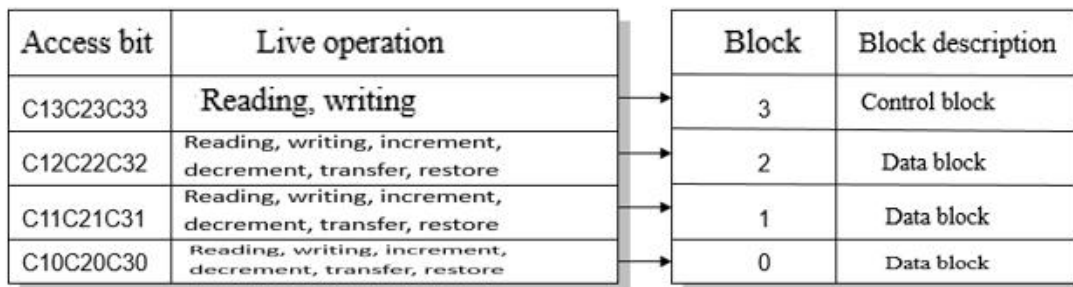 Access bit Live operation Block Block description
C13C23C33 Reading, writing 3 Control block
C12C22C32 Reading, writing, increment, decrement, transfer, restore 2 Data block
C11C21C31 Reading, writing, increment, decrement, transfer, restore 1 Data block
C10C20C30 Reading, writing, increment, decrement, transfer, restore 0 Data block